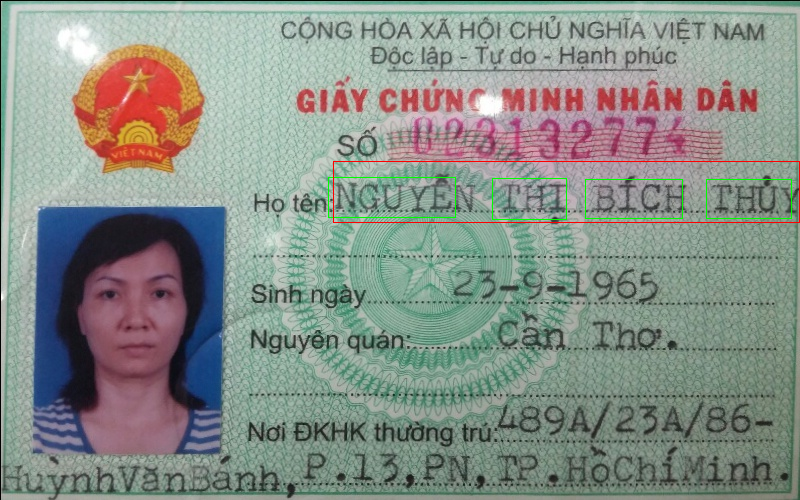 CỘNG HÒA XÃ HỘI CHỦ NGHĨA VIỆT NAM
Độc lập - Tự do - Hạnh phúc
GIẤY CHỨNG MINH NHÂN DÂN
SỐ 023132774
Họ tên: NGUYỄN THỊ BÍCH THỦY
Sinh ngày 23-9-1965
Nguyên quán: Cần Thơ.
Nơi ĐKHK thường trú: 489A/23A/86-
HuỳnhVănBánh, P.13,PN,TP.HồChíMinh.
VIỆT NAM